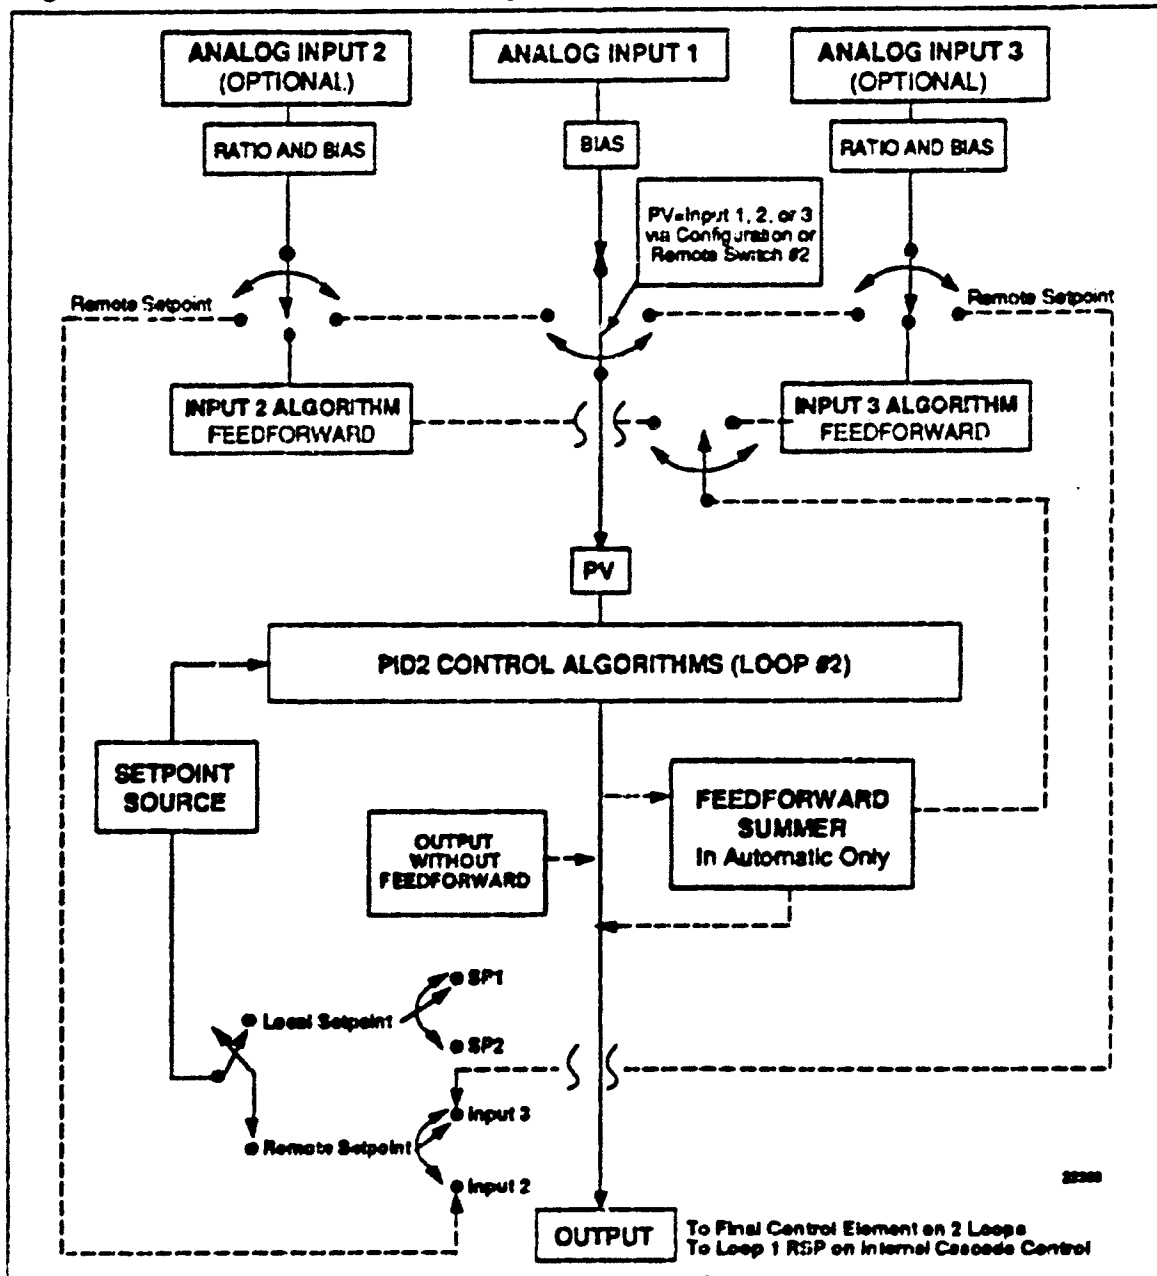 ANALOG INPUT 2
(OPTIONAL)
ANALOG INPUT 1
ANALOG INPUT 3
(OPTIONAL)
RATIO AND BIAS
BIAS
RATIO AND BIAS
PV=Input 1, 2, or 3
via Configuration or
Remote Switch #2
Remote Setpoint
Remote Setpoint
INPUT 2 ALGORITHM
FEEDFORWARD
INPUT 3 ALGORITHM
FEEDFORWARD
PV
PID2 CONTROL ALGORITHMS (LOOP #2)
SETPOINT
SOURCE
FEEDFORWARD
SUMMER
In Automatic Only
OUTPUT
WITHOUT
FEEDFORWARD
SP1
Local Setpoint
SP2
Input 3
Remote Setpoint
Input 2
OUTPUT
To Final Control Element on 2 Loops
To Loop 1 RSP on Internal Cascade Control